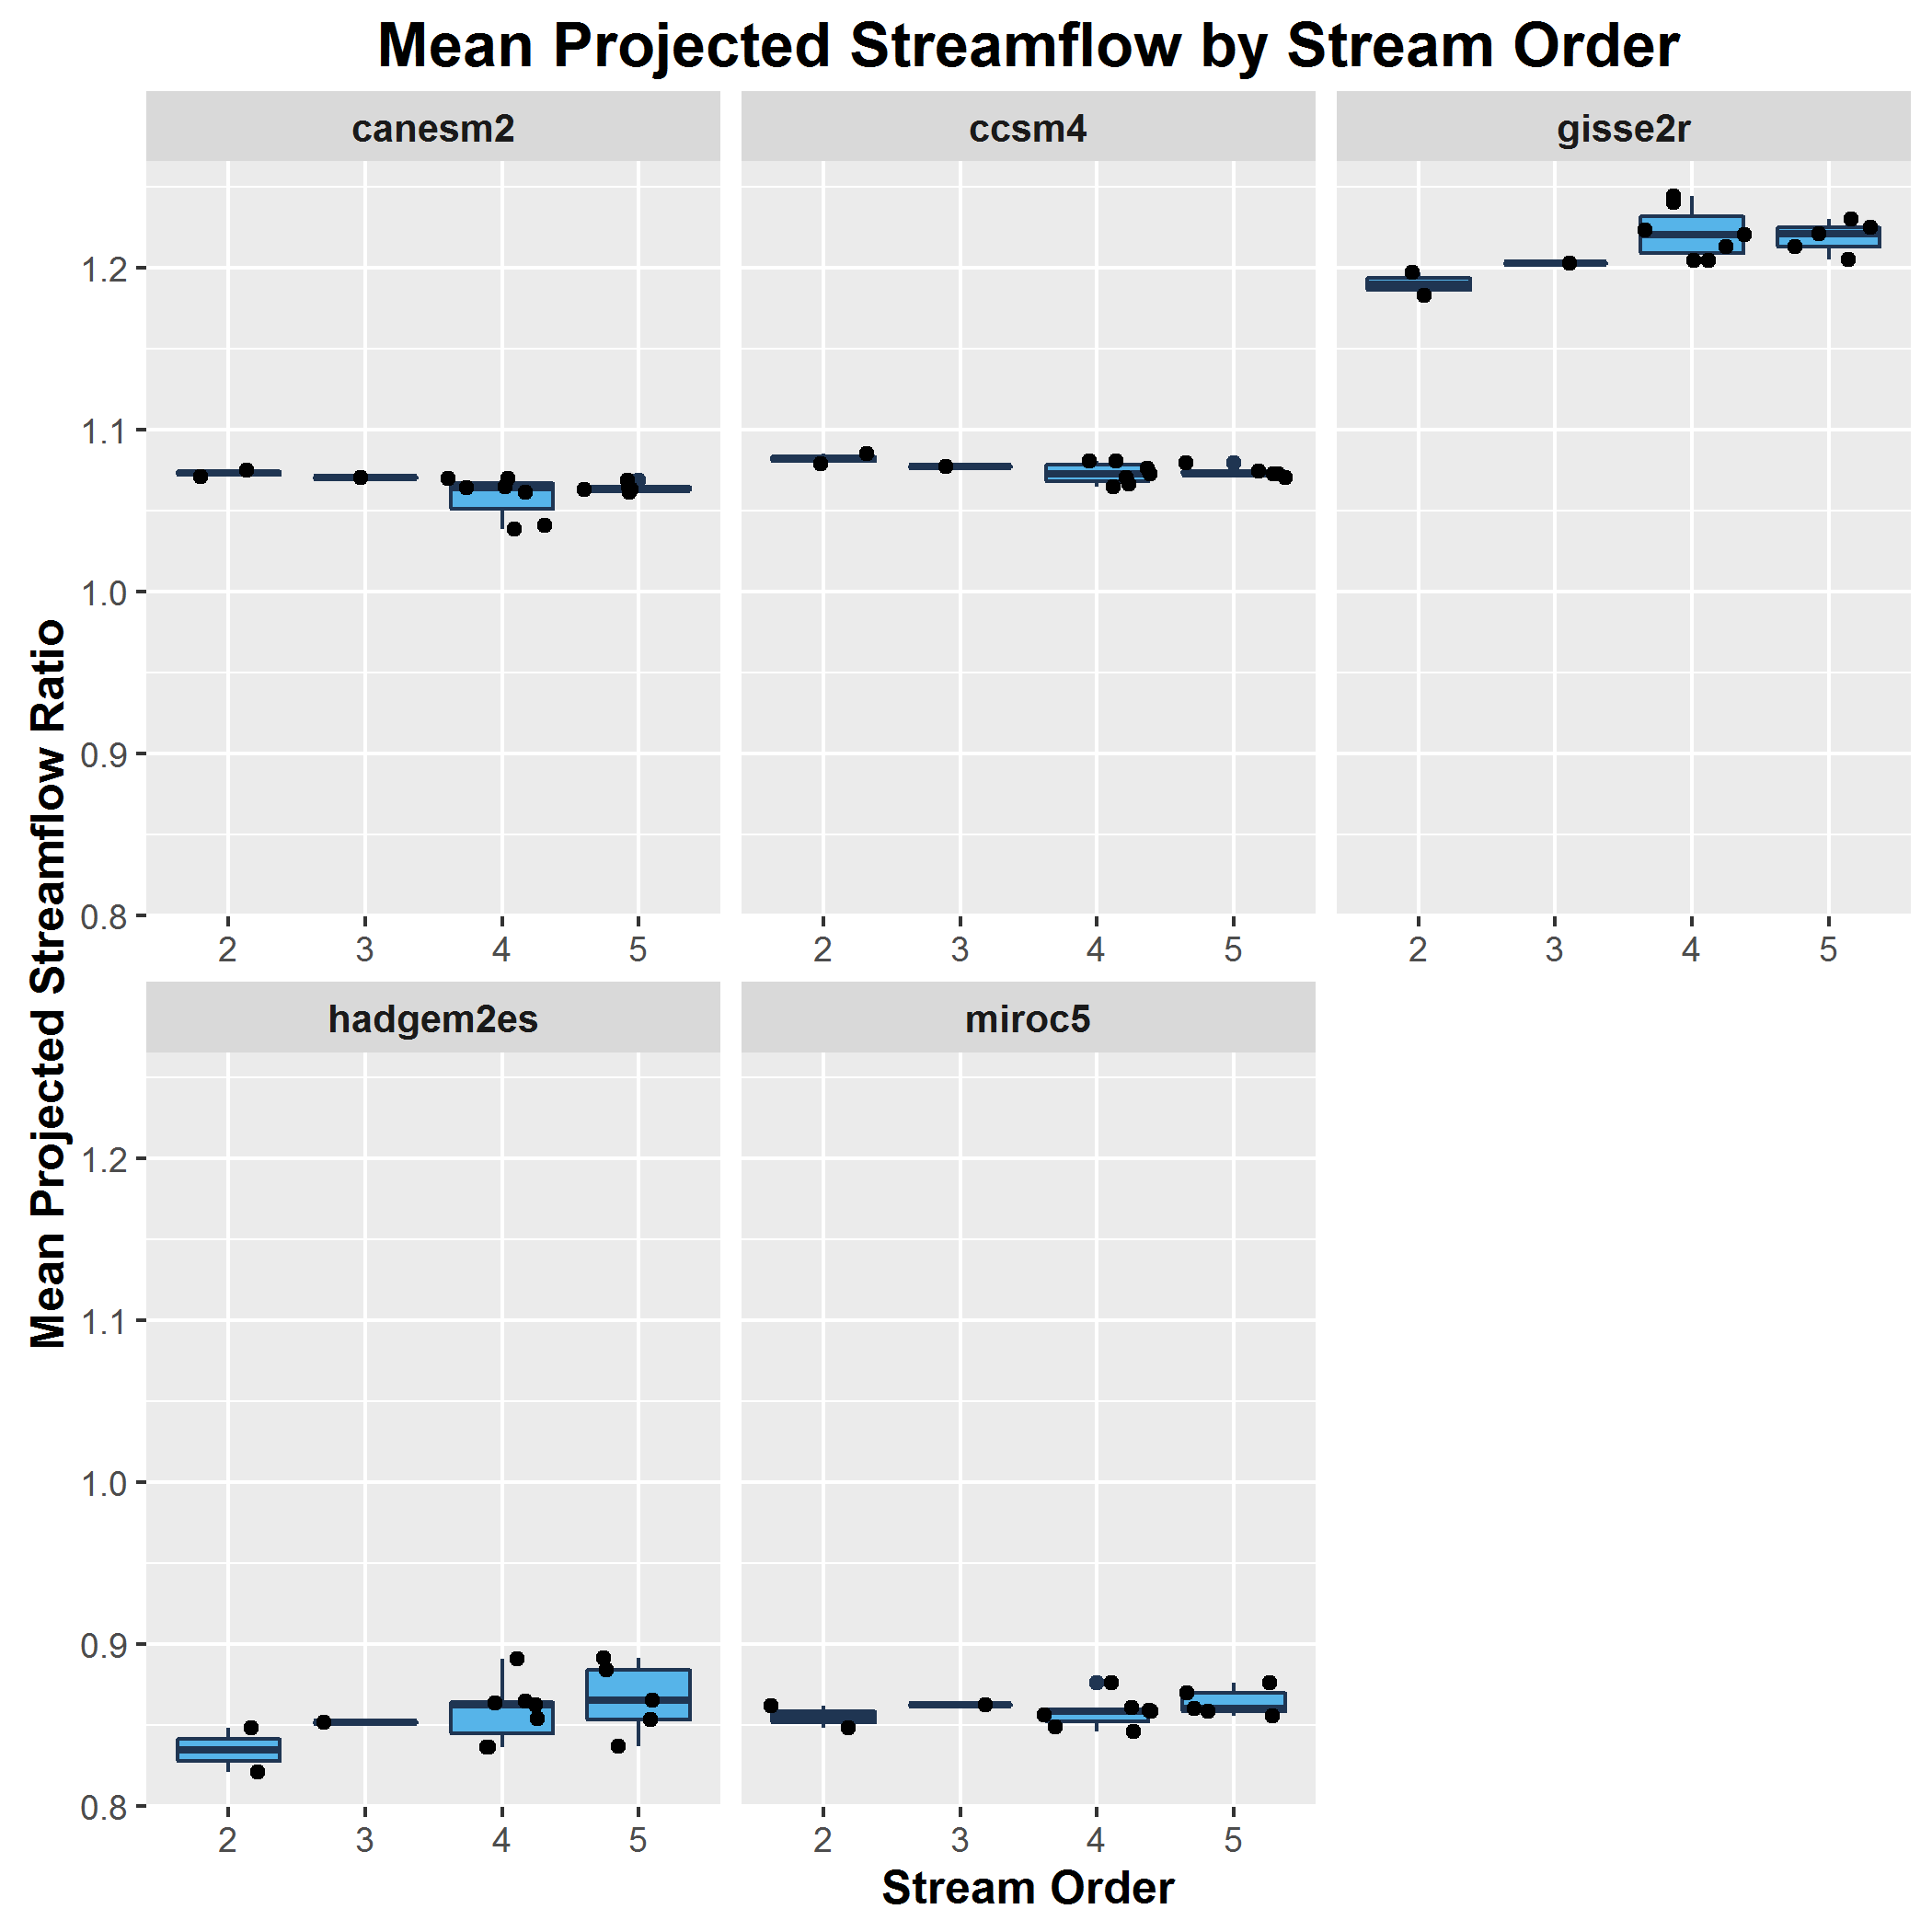 Mean Projected Streamflow by Stream Order
canesm2 ccsm4 gisse2r
1.2
1.1
1.0
0.9
0.8
2 3 4 5 2 3 4 5 2 3 4 5
Mean Projected Streamflow Ratio
hadgem2es miroc5
1.2
1.1
1.0
0.9
0.8
2 3 4 5 2 3 4 5
Stream Order